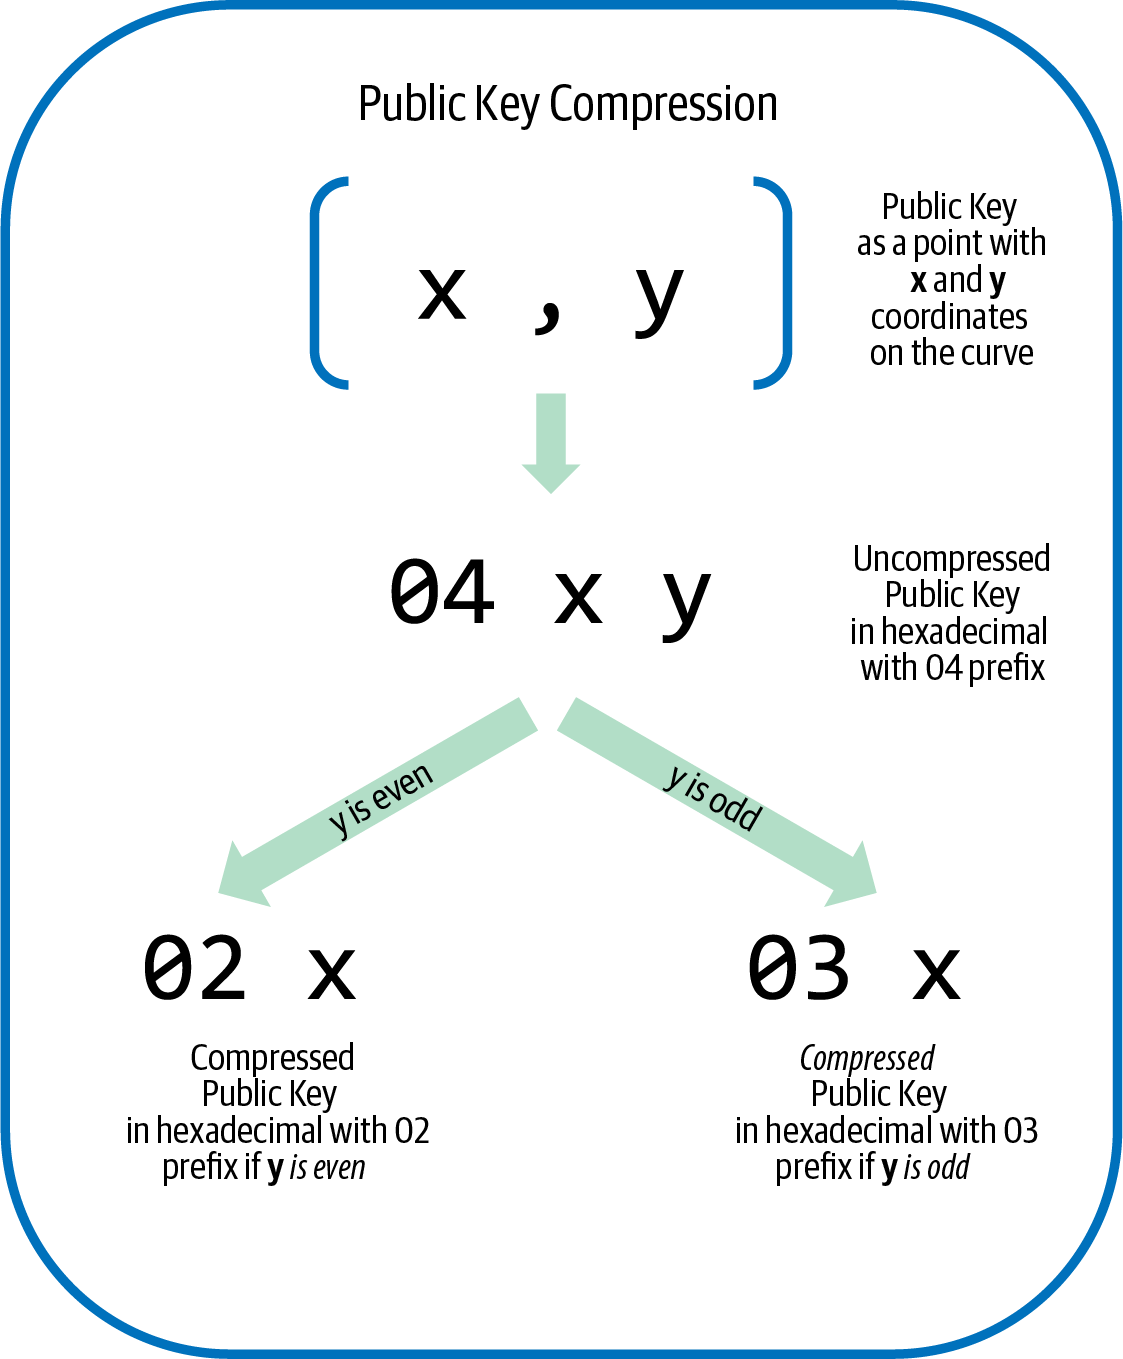 Public Key Compression
x , y
Public Key
as a point with
x and y
coordinates
on the curve
04 x y
Uncompressed
Public Key
in hexadecimal
with 04 prefix
y is even
y is odd
02 x
Compressed
Public Key
in hexadecimal with 02
prefix if y is even
03 x
Compressed
Public Key
in hexadecimal with 03
prefix if y is odd